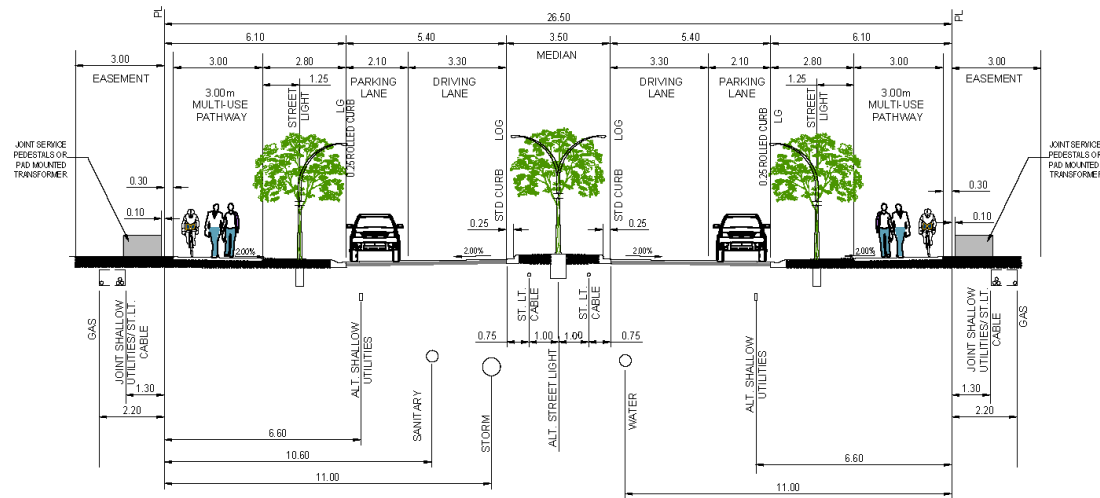 PL
PL
26.50
6.10
5.40
3.50
5.40
6.10
3.00
3.00
2.80
2.10
3.30
MEDIAN
3.30
2.10
2.80
3.00
3.00
EASEMENT
3.00m
MULTI-USE
PATHWAY
1.25
STREET
LIGHT
PARKING
LANE
DRIVING
LANE
DRIVING
LANE
PARKING
LANE
1.25
STREET
LIGHT
3.00m
MULTI-USE
PATHWAY
EASEMENT
0.25 ROLLED CURB
LG
STD CURB
LOG
STD CURB
LOG
0.25 ROLLED CURB
LG
JOINT SERVICE
PEDESTALS OR
PAD MOUNTED
TRANSFORMER
JOINT SERVICE
PEDESTALS OR
PAD MOUNTED
TRANSFORMER
0.30
0.10
0.25
0.25
0.30
0.10
2.00%
2.00%
2.00%
2.00%
GAS
JOINT SHALLOW
UTILITIES/ ST.LT.
CABLE
ALT. SHALLOW
UTILITIES
SANITARY
STORM
ST. LT.
CABLE
ALT. STREET LIGHT
ST. LT.
CABLE
WATER
ALT. SHALLOW
UTILITIES
JOINT SHALLOW
UTILITIES/ ST.LT.
CABLE
GAS
0.75
1.00
1.00
0.75
1.30
2.20
6.60
10.60
11.00
1.30
2.20
6.60
11.00